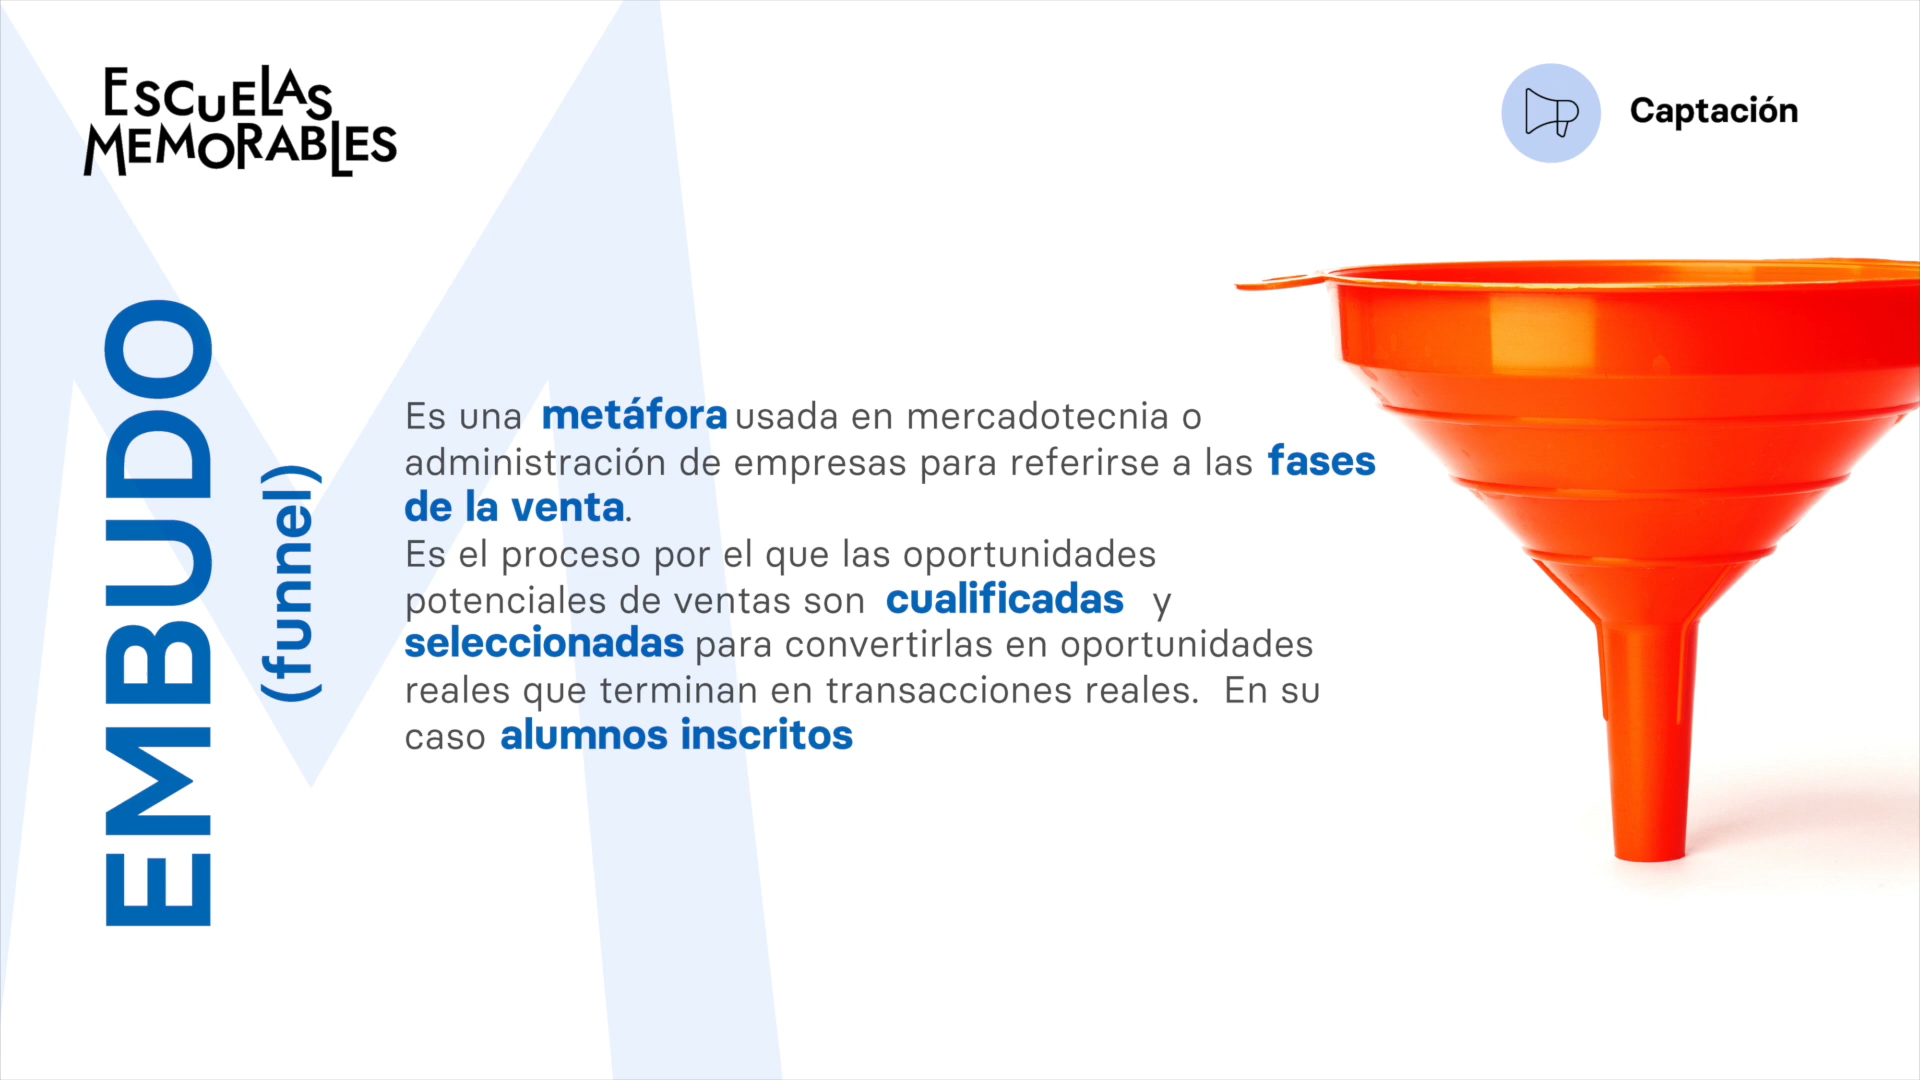 ESCUELAS
MEMORABLES
Captación
EMBUDO
(funnel)
Es una metáfora usada en mercadotecnia o
administración de empresas para referirse a las fases
de la venta.
Es el proceso por el que las oportunidades
potenciales de ventas son cualificadas y
seleccionadas para convertirlas en oportunidades
reales que terminan en transacciones reales. En su
caso alumnos inscritos